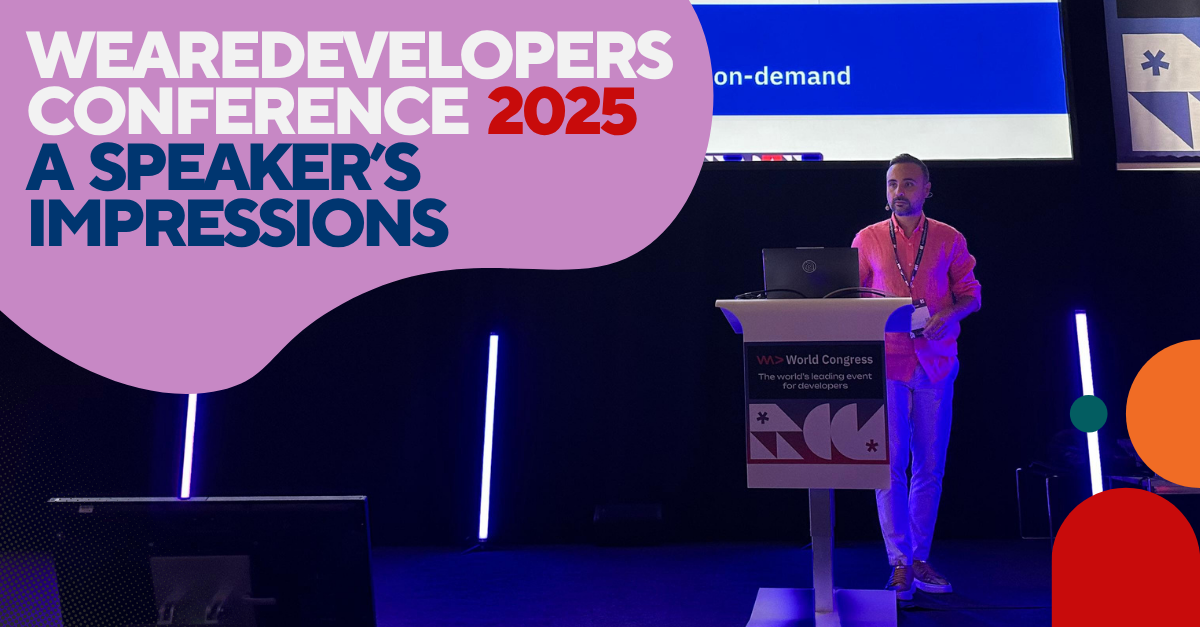 WEAREDEVELOPERS
CONFERENCE 2025
A SPEAKER'S
IMPRESSIONS
on-demand
World Congress
The world's leading event
for developers